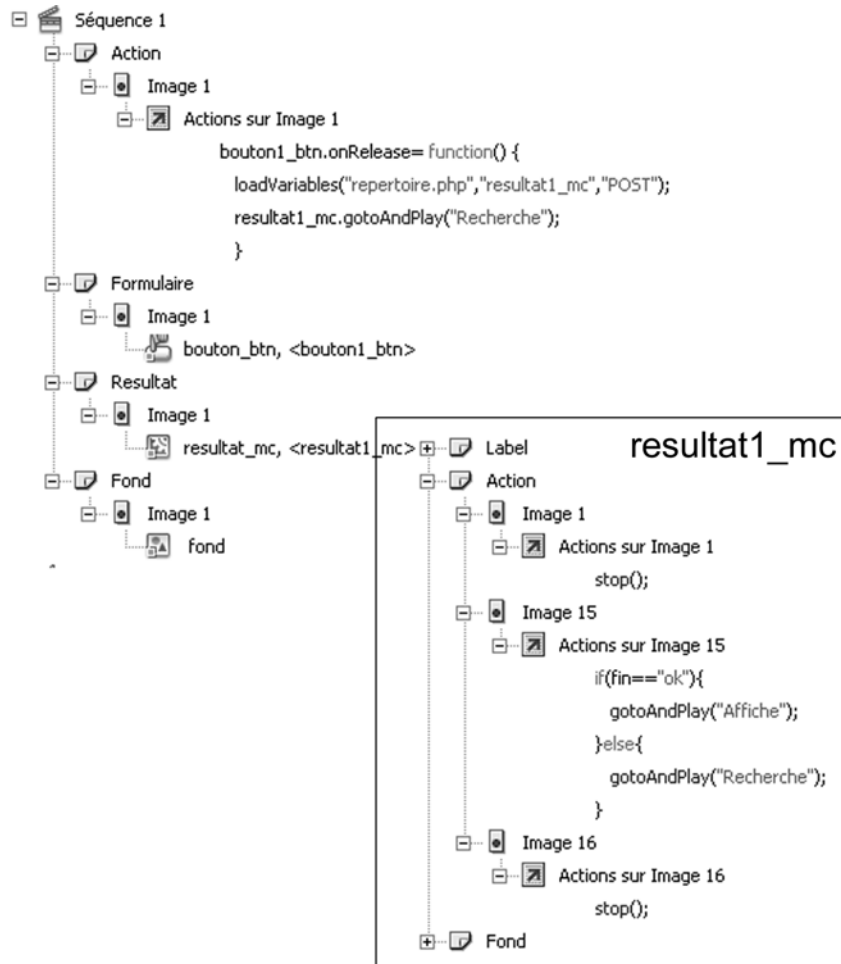 Séquence 1
Action
Image 1
Actions sur Image 1
bouton1_btn.onRelease= function() {
loadVariables("repertoire.php","resultat1_mc","POST");
resultat1_mc.gotoAndPlay("Recherche");
}
Formulaire
Image 1
bouton_btn, <bouton1_btn>
Resultat
Image 1
resultat_mc, <resultat1_mc>
Fond
Image 1
fond
resultat1_mc
Label
Action
Image 1
Actions sur Image 1
stop();
Image 15
Actions sur Image 15
if(fin=="ok"){
gotoAndPlay("Affiche");
}else{
gotoAndPlay("Recherche");
}
Image 16
Actions sur Image 16
stop();
Fond